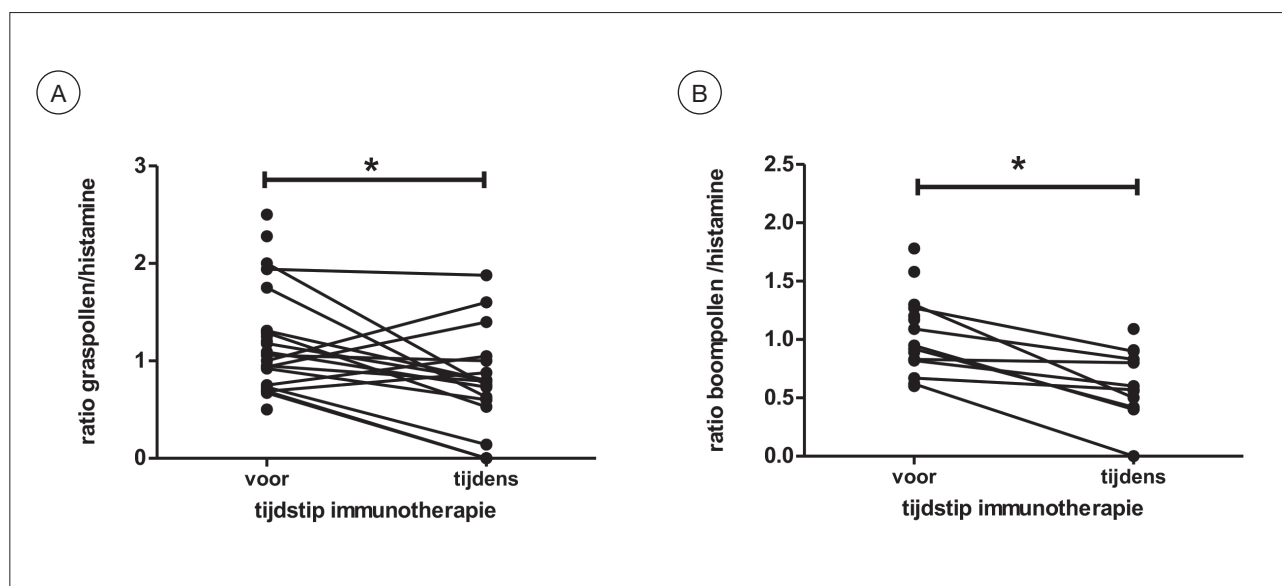 A
ratio graspollen/histamine
3
2
1
0
*
voor
tijdens
tijdstip immunotherapie
B
ratio boompollen /histamine
2.5
2.0
1.5
1.0
0.5
0.0
*
voor
tijdens
tijdstip immunotherapie